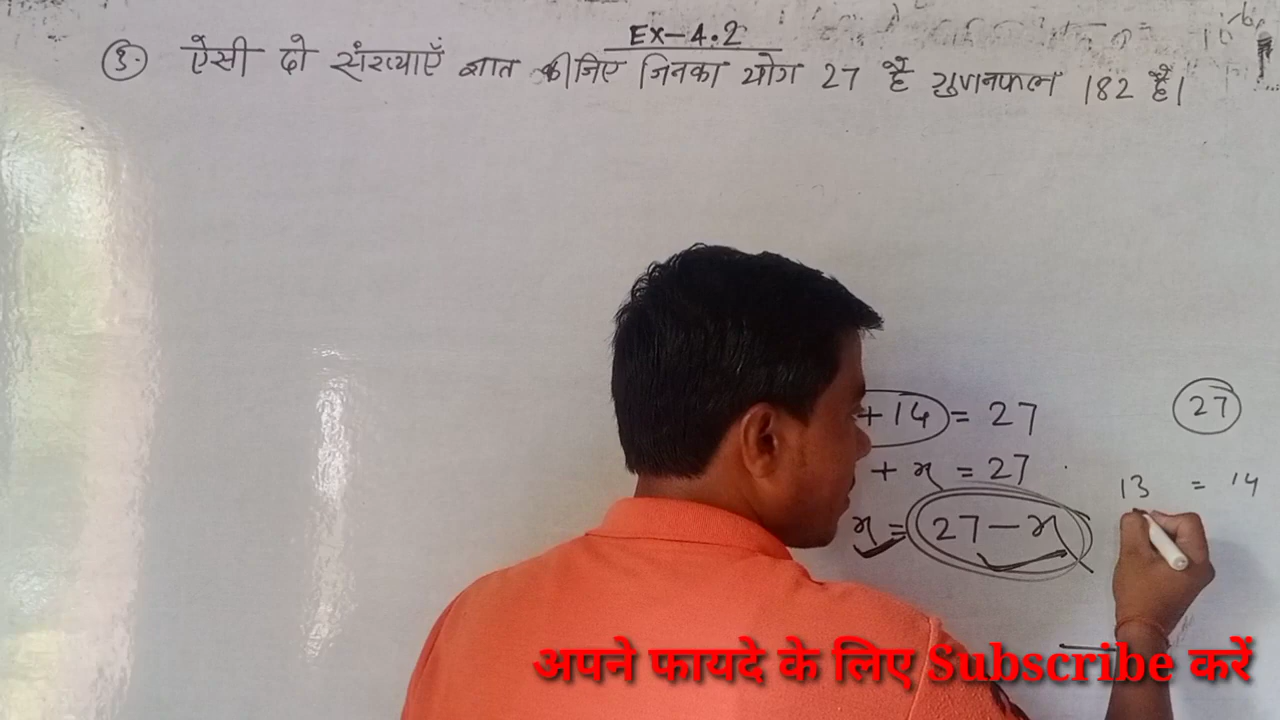 Ex-4.2
3. ऐसी दो संख्याएँ ज्ञात कीजिए जिनका योग 27 है गुणनफल 182 है।
27
+14 = 27
+ x = 27
13 = 14
x = 27 - x
अपने फायदे के लिए Subscribe करें